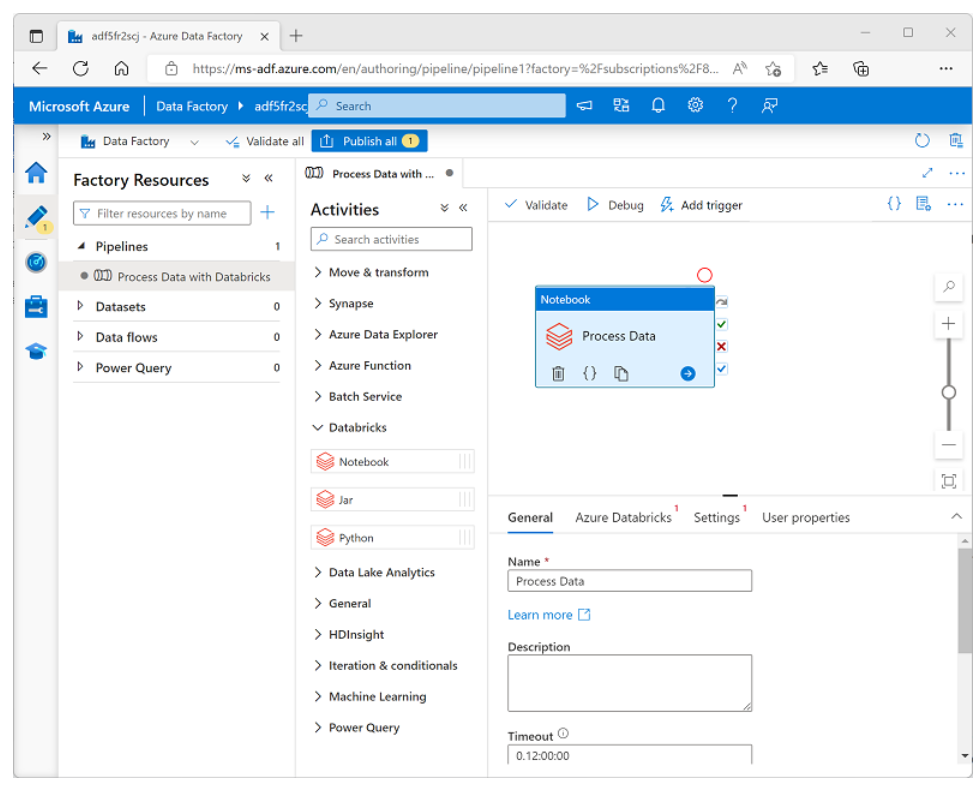 adf5fr2scj - Azure Data Factory
https://ms-adf.azure.com/en/authoring/pipeline/pipeline1?factory=%2Fsubscriptions%2F8...
Microsoft Azure Data Factory adf5fr2sc Search
Data Factory Validate all Publish all 1
Factory Resources
Filter resources by name
Pipelines 1
Process Data with Databricks
Datasets 0
Data flows 0
Power Query 0
1
Process Data with ...
Activities
Search activities
Move & transform
Synapse
Azure Data Explorer
Azure Function
Batch Service
Databricks
Notebook
Jar
Python
Data Lake Analytics
General
HDInsight
Iteration & conditionals
Machine Learning
Power Query
Validate Debug Add trigger
Notebook
Process Data
General Azure Databricks 1 Settings 1 User properties
Name *
Process Data
Learn more
Description
Timeout
0.12:00:00